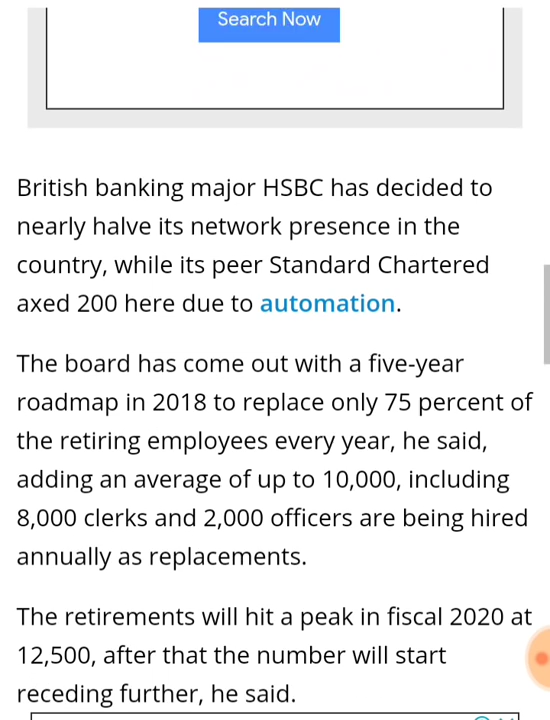 Search Now
British banking major HSBC has decided to
nearly halve its network presence in the
country, while its peer Standard Chartered
axed 200 here due to automation.
The board has come out with a five-year
roadmap in 2018 to replace only 75 percent of
the retiring employees every year, he said,
adding an average of up to 10,000, including
8,000 clerks and 2,000 officers are being hired
annually as replacements.
The retirements will hit a peak in fiscal 2020 at
12,500, after that the number will start
receding further, he said.